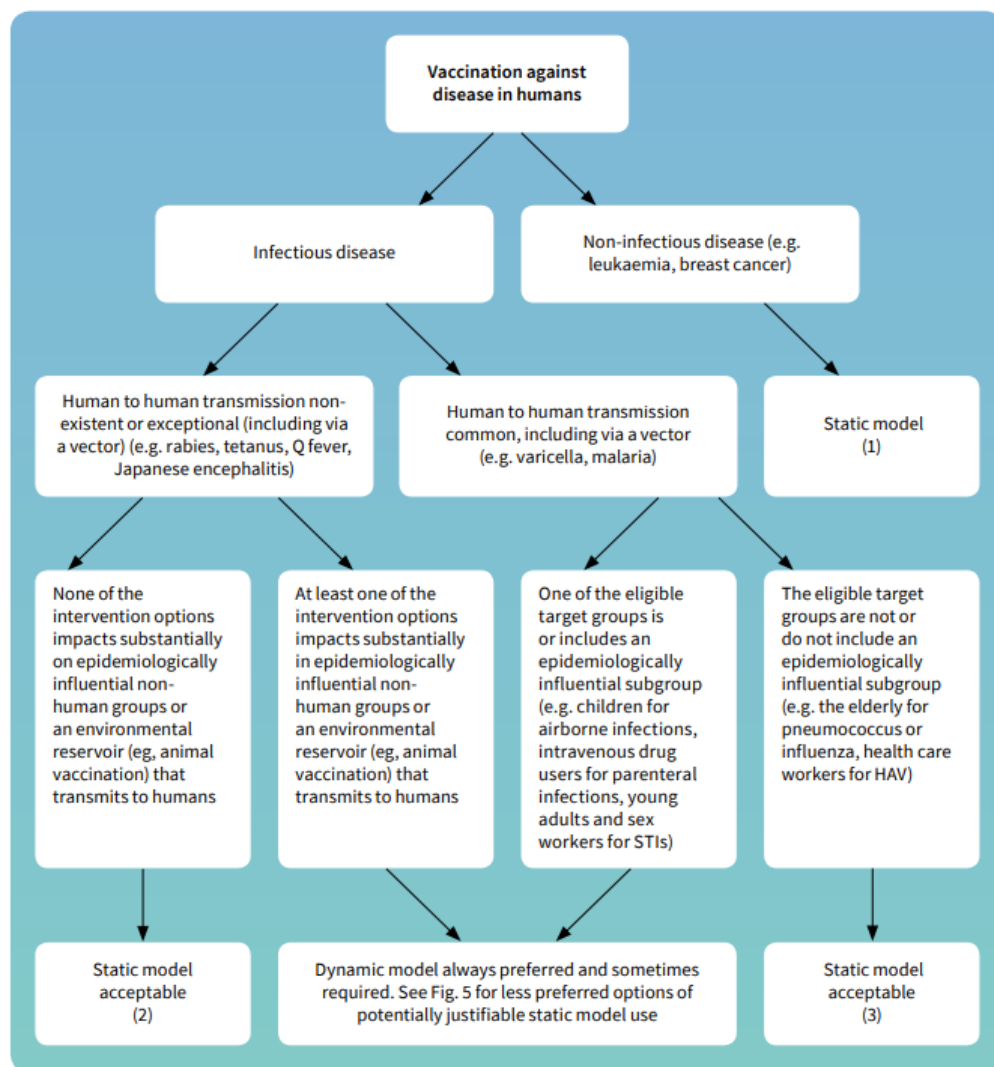 Vaccination against
disease in humans
Infectious disease
Non-infectious disease (e.g.
leukaemia, breast cancer)
Human to human transmission non-
existent or exceptional (including via
a vector) (e.g. rabies, tetanus, Q fever,
Japanese encephalitis)
Human to human transmission
common, including via a vector
(e.g. varicella, malaria)
Static model
(1)
None of the
intervention options
impacts substantially
on epidemiologically
influential non-
human groups or
an environmental
reservoir (eg, animal
vaccination) that
transmits to humans
At least one of the
intervention options
impacts substantially
in epidemiologically
influential non-
human groups or
an environmental
reservoir (eg, animal
vaccination) that
transmits to humans
One of the eligible
target groups is
or includes an
epidemiologically
influential subgroup
(e.g. children for
airborne infections,
intravenous drug
users for parenteral
infections, young
adults and sex
workers for STIs)
The eligible target
groups are not or
do not include an
epidemiologically
influential subgroup
(e.g. the elderly for
pneumococcus or
influenza, health care
workers for HAV)
Static model
acceptable
(2)
Dynamic model always preferred and sometimes
required. See Fig. 5 for less preferred options of
potentially justifiable static model use
Static model
acceptable
(3)